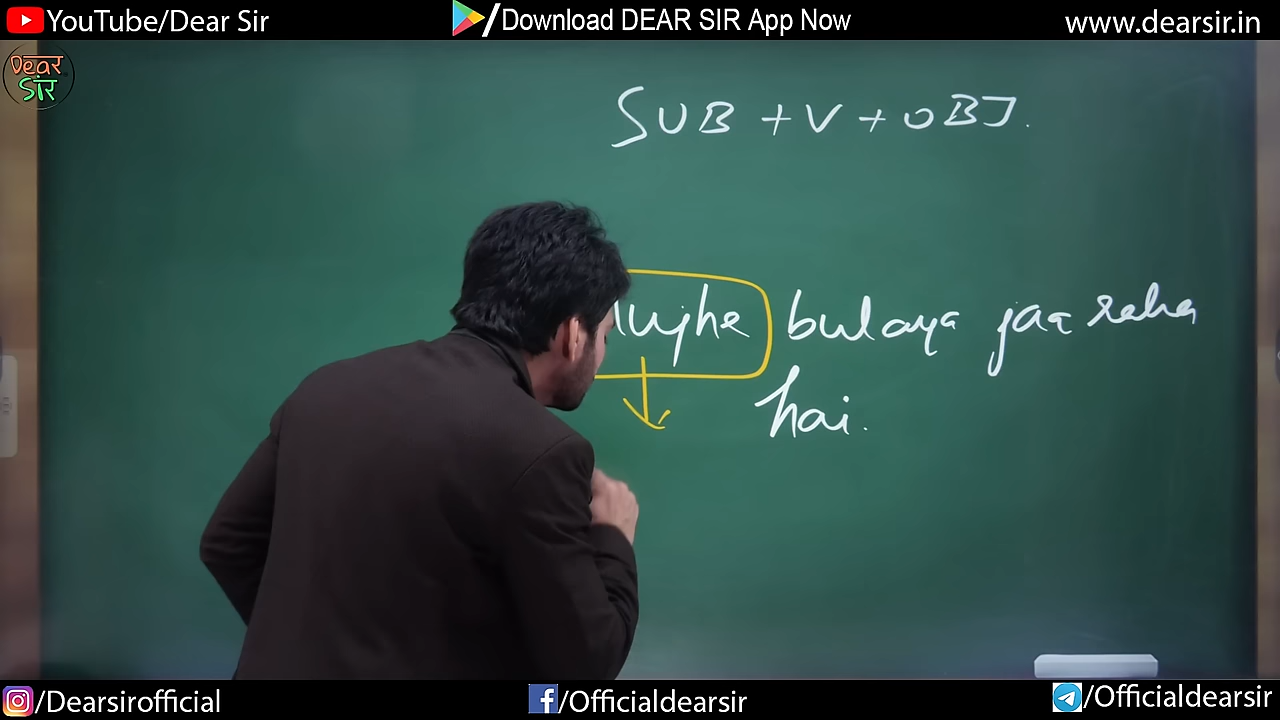 YouTube/Dear Sir
/Download DEAR SIR App Now
www.dearsir.in
Dear
Sir
SUB + V + OBJ.
bulaya jaa raha
hai.
/Dearsirofficial
/Officialdearsir
/Officialdearsir